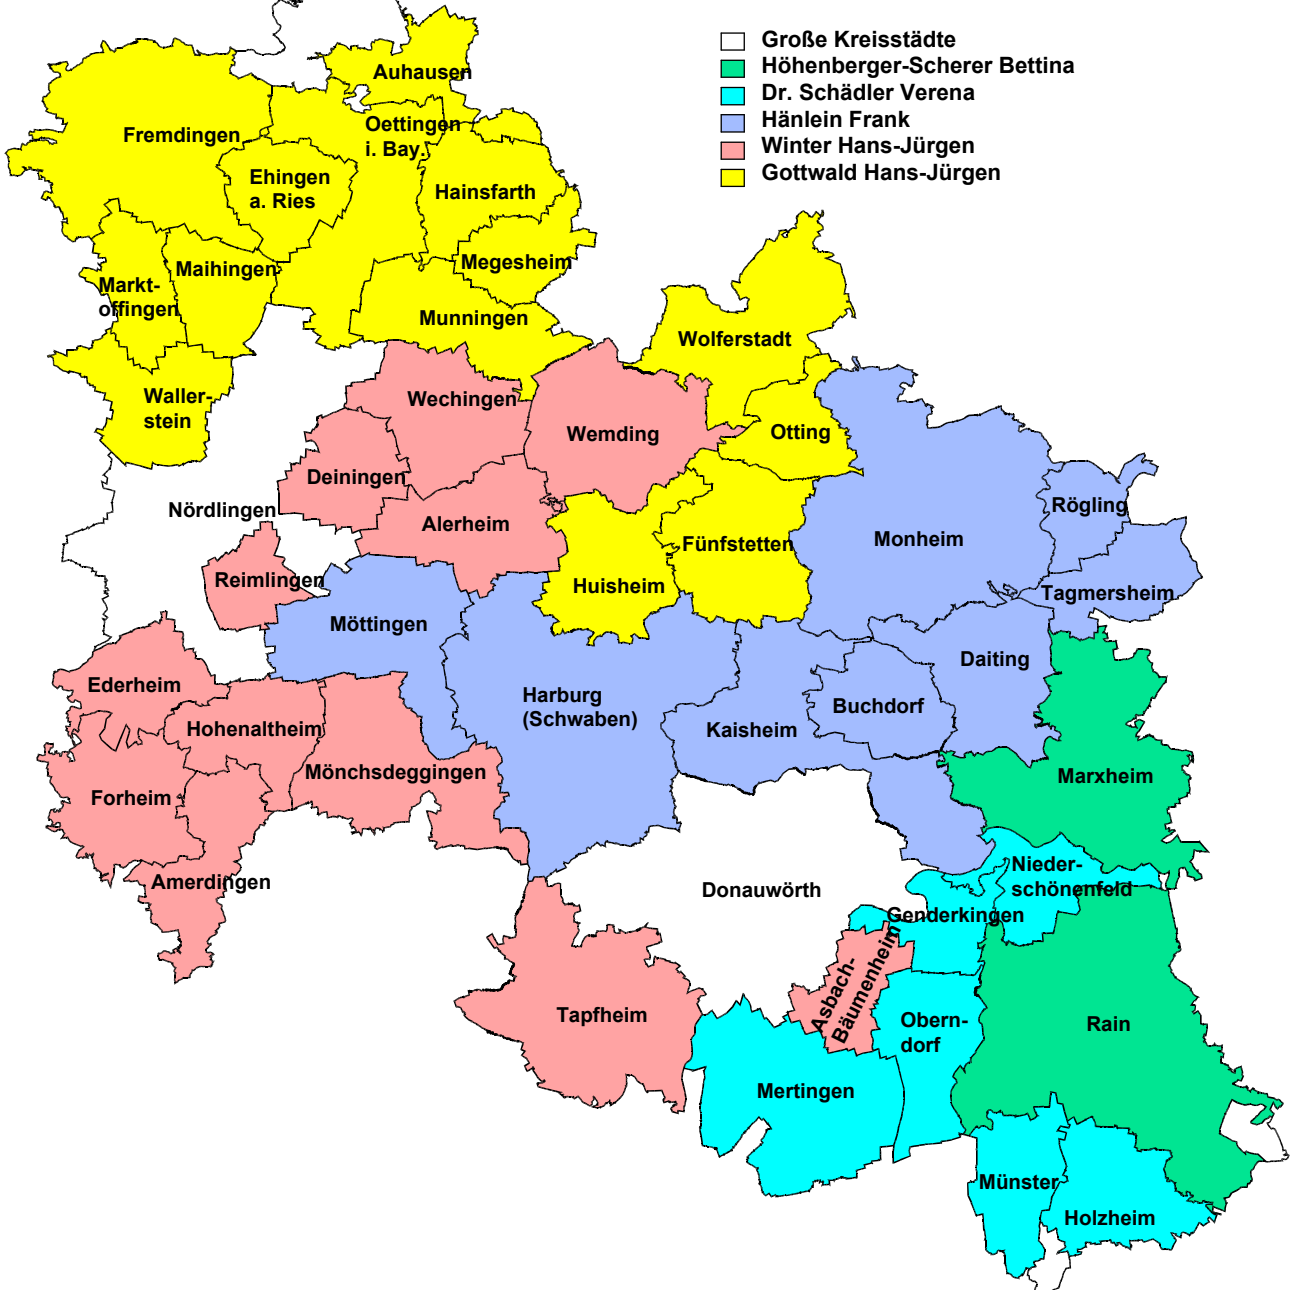 Große Kreisstädte
Höhenberger-Scherer Bettina
Dr. Schädler Verena
Hänlein Frank
Winter Hans-Jürgen
Gottwald Hans-Jürgen
Auhausen
Fremdingen
Oettingen
i. Bay.
Ehingen
a. Ries
Hainsfarth
Maihingen
Megesheim
Markt-
offingen
Munningen
Wolferstadt
Waller-
stein
Wechingen
Wemding
Otting
Deiningen
Nördlingen
Alerheim
Rögling
Fünfstetten
Monheim
Reimlingen
Huisheim
Tagmersheim
Möttingen
Daiting
Ederheim
Harburg
(Schwaben)
Buchdorf
Hohenaltheim
Kaisheim
Mönchsdeggingen
Marxheim
Forheim
Amerdingen
Donauwörth
Nieder-
schönenfeld
Genderkingen
Asbach-
Bäumenheim
Tapfheim
Obern-
dorf
Rain
Mertingen
Münster
Holzheim